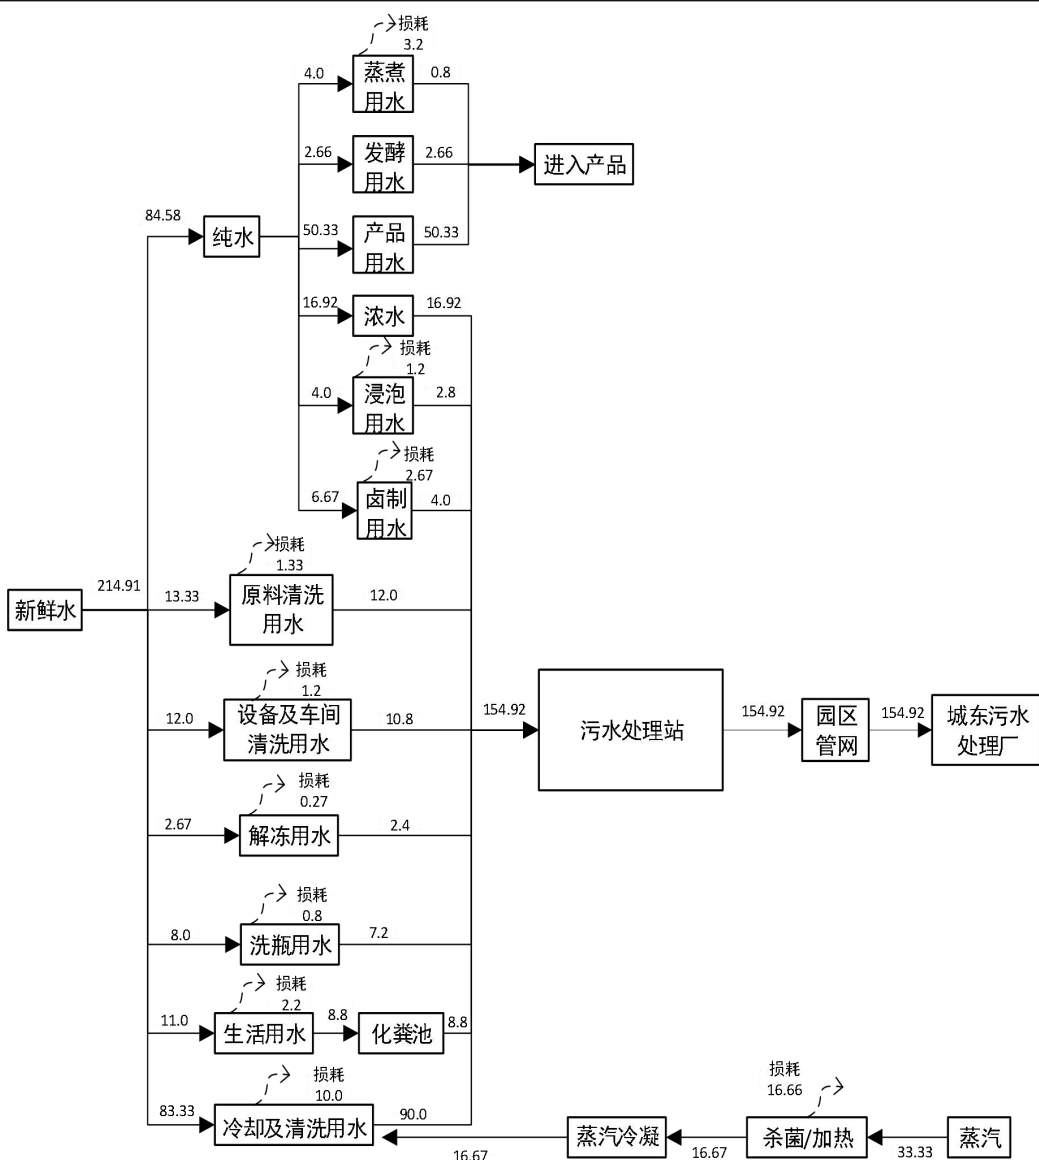 损耗
3.2
4.0
蒸煮
用水
0.8
2.66
发酵
用水
2.66
进入产品
84.58
纯水
50.33
产品
用水
50.33
16.92
浓水
16.92
损耗
1.2
4.0
浸泡
用水
2.8
损耗
2.67
6.67
卤制
用水
4.0
损耗
1.33
新鲜水
214.91
13.33
原料清洗
用水
12.0
损耗
1.2
12.0
设备及车间
清洗用水
10.8
154.92
污水处理站
154.92
园区
管网
154.92
城东污水
处理厂
损耗
0.27
2.67
解冻用水
2.4
损耗
0.8
8.0
洗瓶用水
7.2
损耗
2.2
11.0
生活用水
8.8
化粪池
8.8
损耗
10.0
83.33
冷却及清洗用水
90.0
16.67
蒸汽冷凝
16.67
损耗
16.66
杀菌/加热
33.33
蒸汽